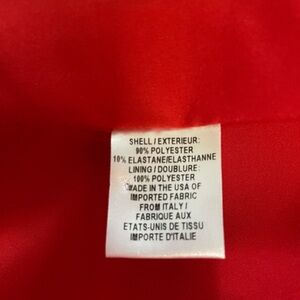 SHELL / EXTERIEUR:
90% POLYESTER
10% ELASTANE/ELASTHANNE
LINING / DOUBLURE:
100% POLYESTER
MADE IN THE USA OF
IMPORTED FABRIC
FROM ITALY /
FABRIQUE AUX
ETATS-UNIS DE TISSU
IMPORTE D'ITALIE